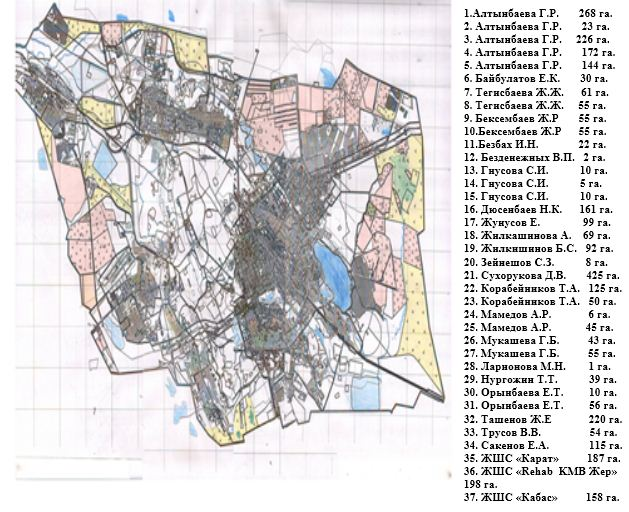 1.Алтынбаева Г.Р. 268 га.
2. Алтынбаева Г.Р. 23 га.
3. Алтынбаева Г.Р. 226 га.
4. Алтынбаева Г.Р. 172 га.
5. Алтынбаева Г.Р. 144 га.
6. Байбулатов Е.К. 30 га.
7. Тегисбаева Ж.Ж. 61 га.
8. Тегисбаева Ж.Ж. 55 га.
9. Бексембаев Ж.Р 55 га.
10.Бексембаев Ж.Р 55 га.
11.Безбах И.Н. 22 га.
12. Безденежных В.П. 2 га.
13. Гнусова С.И. 10 га.
14. Гнусова С.И. 5 га.
15. Гнусова С.И. 10 га.
16. Дюсенбаев Н.К. 161 га.
17. Жунусов Е. 99 га.
18. Жилкашинова А. 69 га.
19. Жилкишинов Б.С. 92 га.
20. Зейнешов С.З. 8 га.
21. Сухорукова Д.В. 425 га.
22. Корабейников Т.А. 125 га.
23. Корабейников Т.А. 50 га.
24. Мамедов А.Р. 6 га.
25. Мамедов А.Р. 45 га.
26. Мукашева Г.Б. 43 га.
27. Мукашева Г.Б. 55 га.
28. Ларионова М.Н. 1 га.
29. Нургожин Т.Т. 39 га.
30. Орынбаева Е.Т. 10 га.
31. Орынбаева Е.Т. 56 га.
32. Ташенов Ж.Е 220 га.
33. Трусов В.В. 54 га.
34. Сакенов Е.А. 115 га.
35. ЖШС «Карат» 187 га.
36. ЖШС «Rehab КМВ Жер»
198 га.
37. ЖШС «Кабас» 158 га.